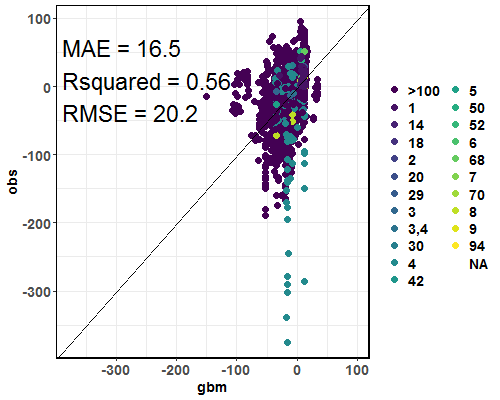 100
MAE = 16.5
Rsquared = 0.56
RMSE = 20.2
0
-100
-200
-300
obs
-300 -200 -100 0 100
gbm
>100 5
1 50
14 52
18 6
2 68
20 7
29 70
3 8
3,4 9
30 94
4 NA
42